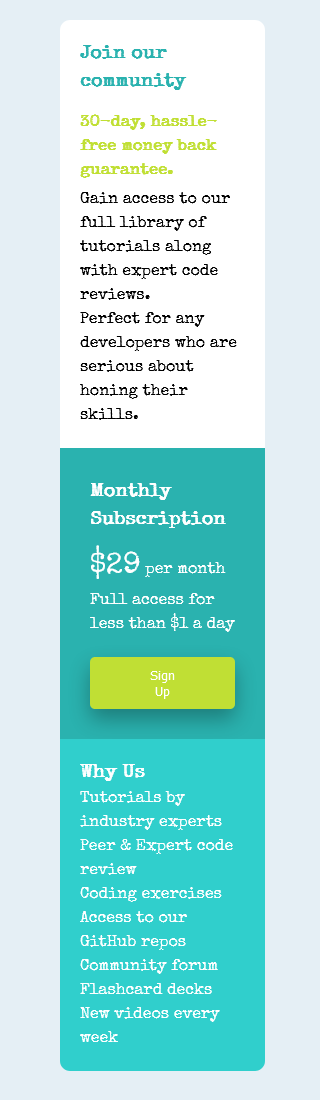 Join our
community
30-day, hassle-
free money back
guarantee.
Gain access to our
full library of
tutorials along
with expert code
reviews.
Perfect for any
developers who are
serious about
honing their
skills.
Monthly
Subscription
$29 per month
Full access for
less than $1 a day
Sign
Up
Why Us
Tutorials by
industry experts
Peer & Expert code
review
Coding exercises
Access to our
GitHub repos
Community forum
Flashcard decks
New videos every
week